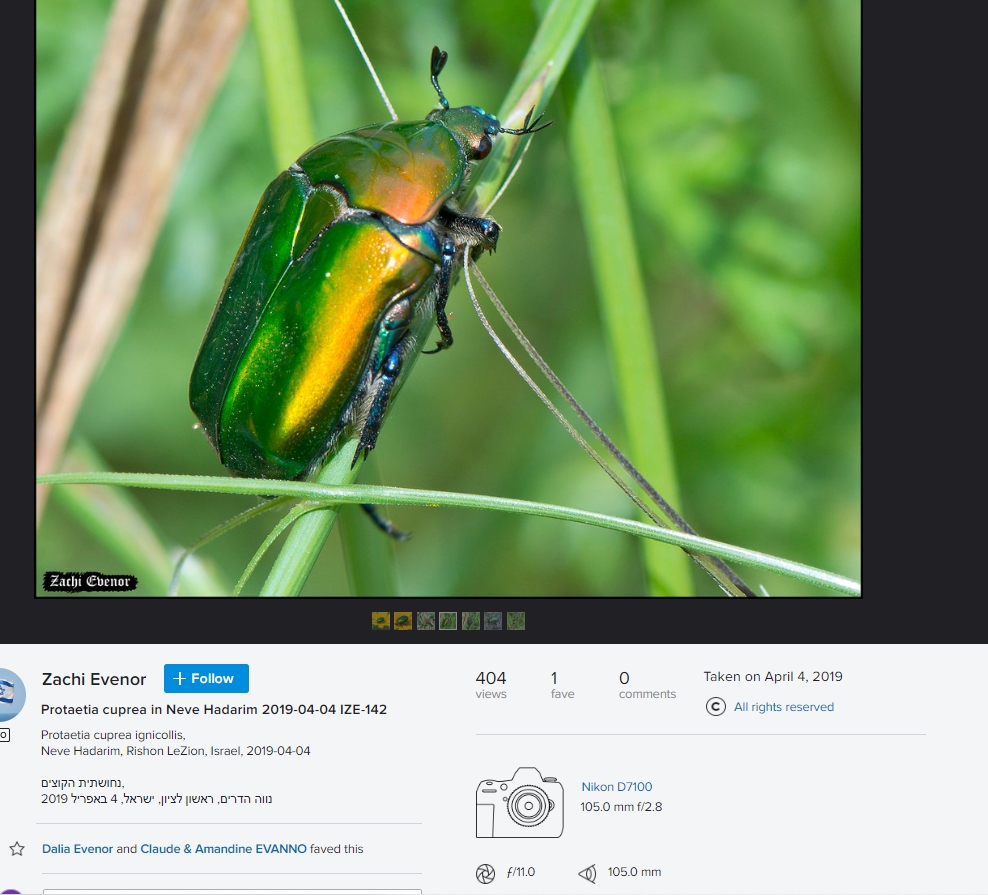 Zachi Evenor
Zachi Evenor
+ Follow
Protaetia cuprea in Neve Hadarim 2019-04-04 IZE-142
Protaetia cuprea ignicollis,
Neve Hadarim, Rishon LeZion, Israel, 2019-04-04
נחושתית הקוצים,
נווה הדרים, ראשון לציון, ישראל, 4 באפריל 2019
Dalia Evenor and Claude & Amandine EVANNO faved this
404
views
1
fave
0
comments
Taken on April 4, 2019
C All rights reserved
Nikon D7100
105.0 mm f/2.8
ƒ/11.0
105.0 mm